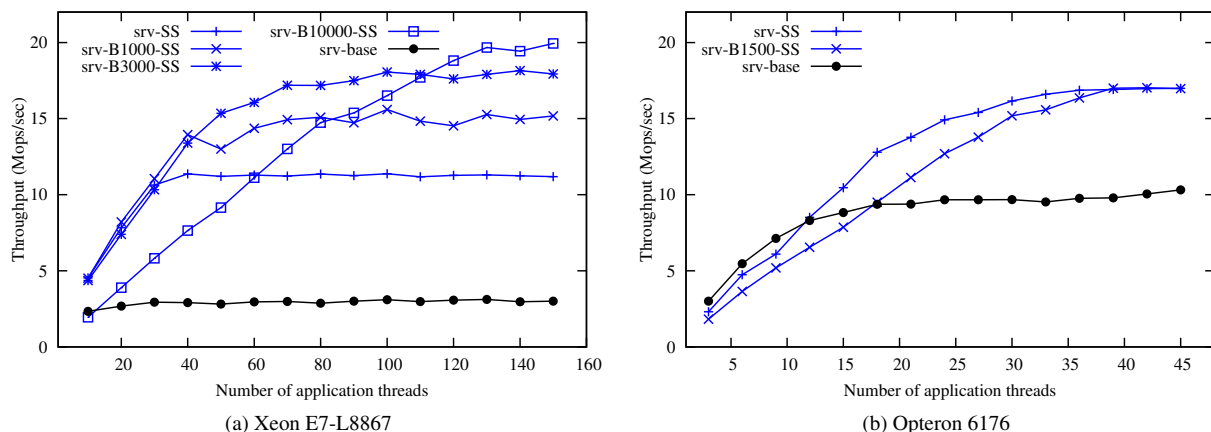 srv-SS
srv-B1000-SS
srv-B3000-SS
srv-B10000-SS
srv-base
20
15
10
5
0
Throughput (Mops/sec)
20 40 60 80 100 120 140 160
Number of application threads
(a) Xeon E7-L8867
srv-SS
srv-B1500-SS
srv-base
20
15
10
5
0
Throughput (Mops/sec)
5 10 15 20 25 30 35 40 45
Number of application threads
(b) Opteron 6176